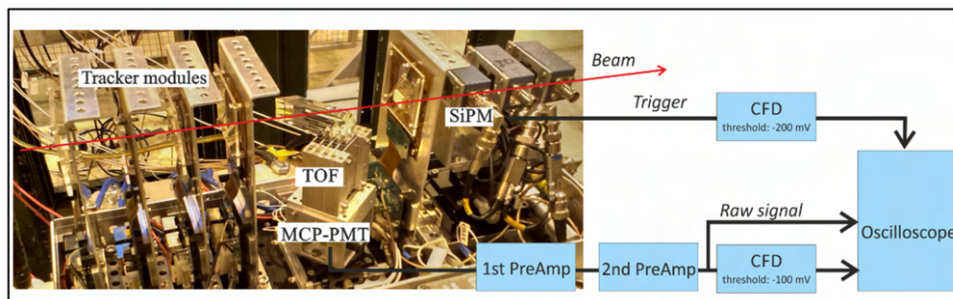 Tracker modules
Beam
SiPM
Trigger
CFD
threshold: -200 mV
TOF
MCP-PMT
Raw signal
Oscilloscope
1st PreAmp
2nd PreAmp
CFD
threshold: -100 mV